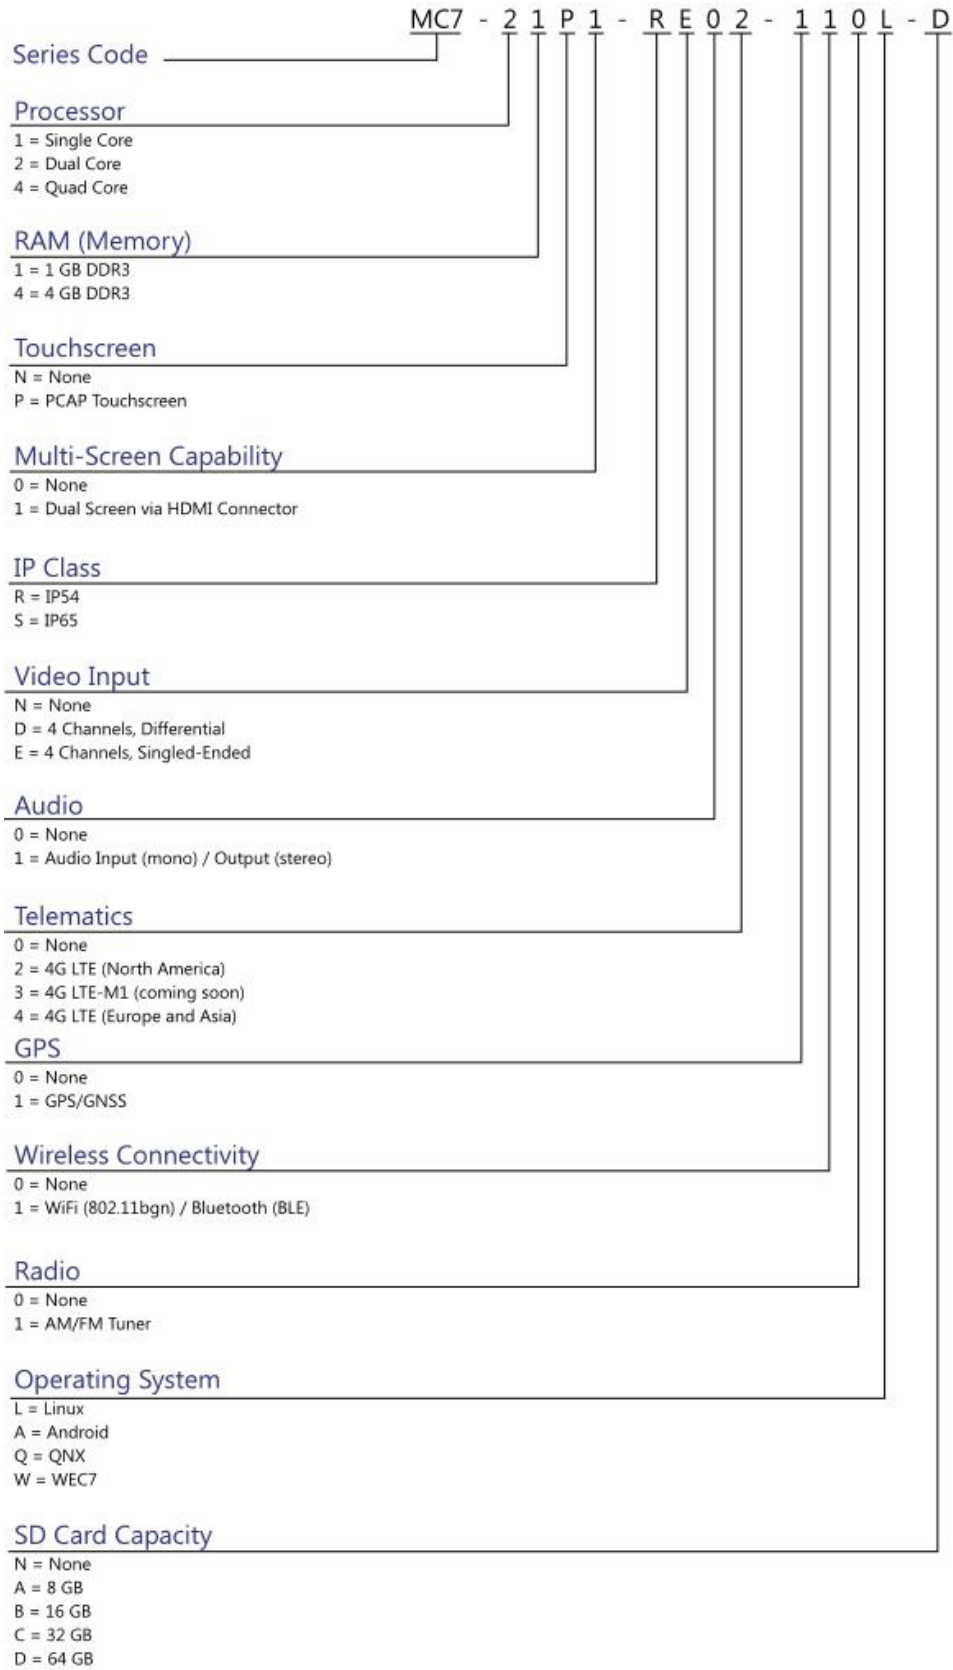 MC7 - 2 1 P 1 - R E 0 2 - 1 1 0 L - D
Series Code
Processor
1 = Single Core
2 = Dual Core
4 = Quad Core
RAM (Memory)
1 = 1 GB DDR3
4 = 4 GB DDR3
Touchscreen
N = None
P = PCAP Touchscreen
Multi-Screen Capability
0 = None
1 = Dual Screen via HDMI Connector
IP Class
R = IP54
S = IP65
Video Input
N = None
D = 4 Channels, Differential
E = 4 Channels, Singled-Ended
Audio
0 = None
1 = Audio Input (mono) / Output (stereo)
Telematics
0 = None
2 = 4G LTE (North America)
3 = 4G LTE-M1 (coming soon)
4 = 4G LTE (Europe and Asia)
GPS
0 = None
1 = GPS/GNSS
Wireless Connectivity
0 = None
1 = WiFi (802.11bgn) / Bluetooth (BLE)
Radio
0 = None
1 = AM/FM Tuner
Operating System
L = Linux
A = Android
Q = QNX
W = WEC7
SD Card Capacity
N = None
A = 8 GB
B = 16 GB
C = 32 GB
D = 64 GB